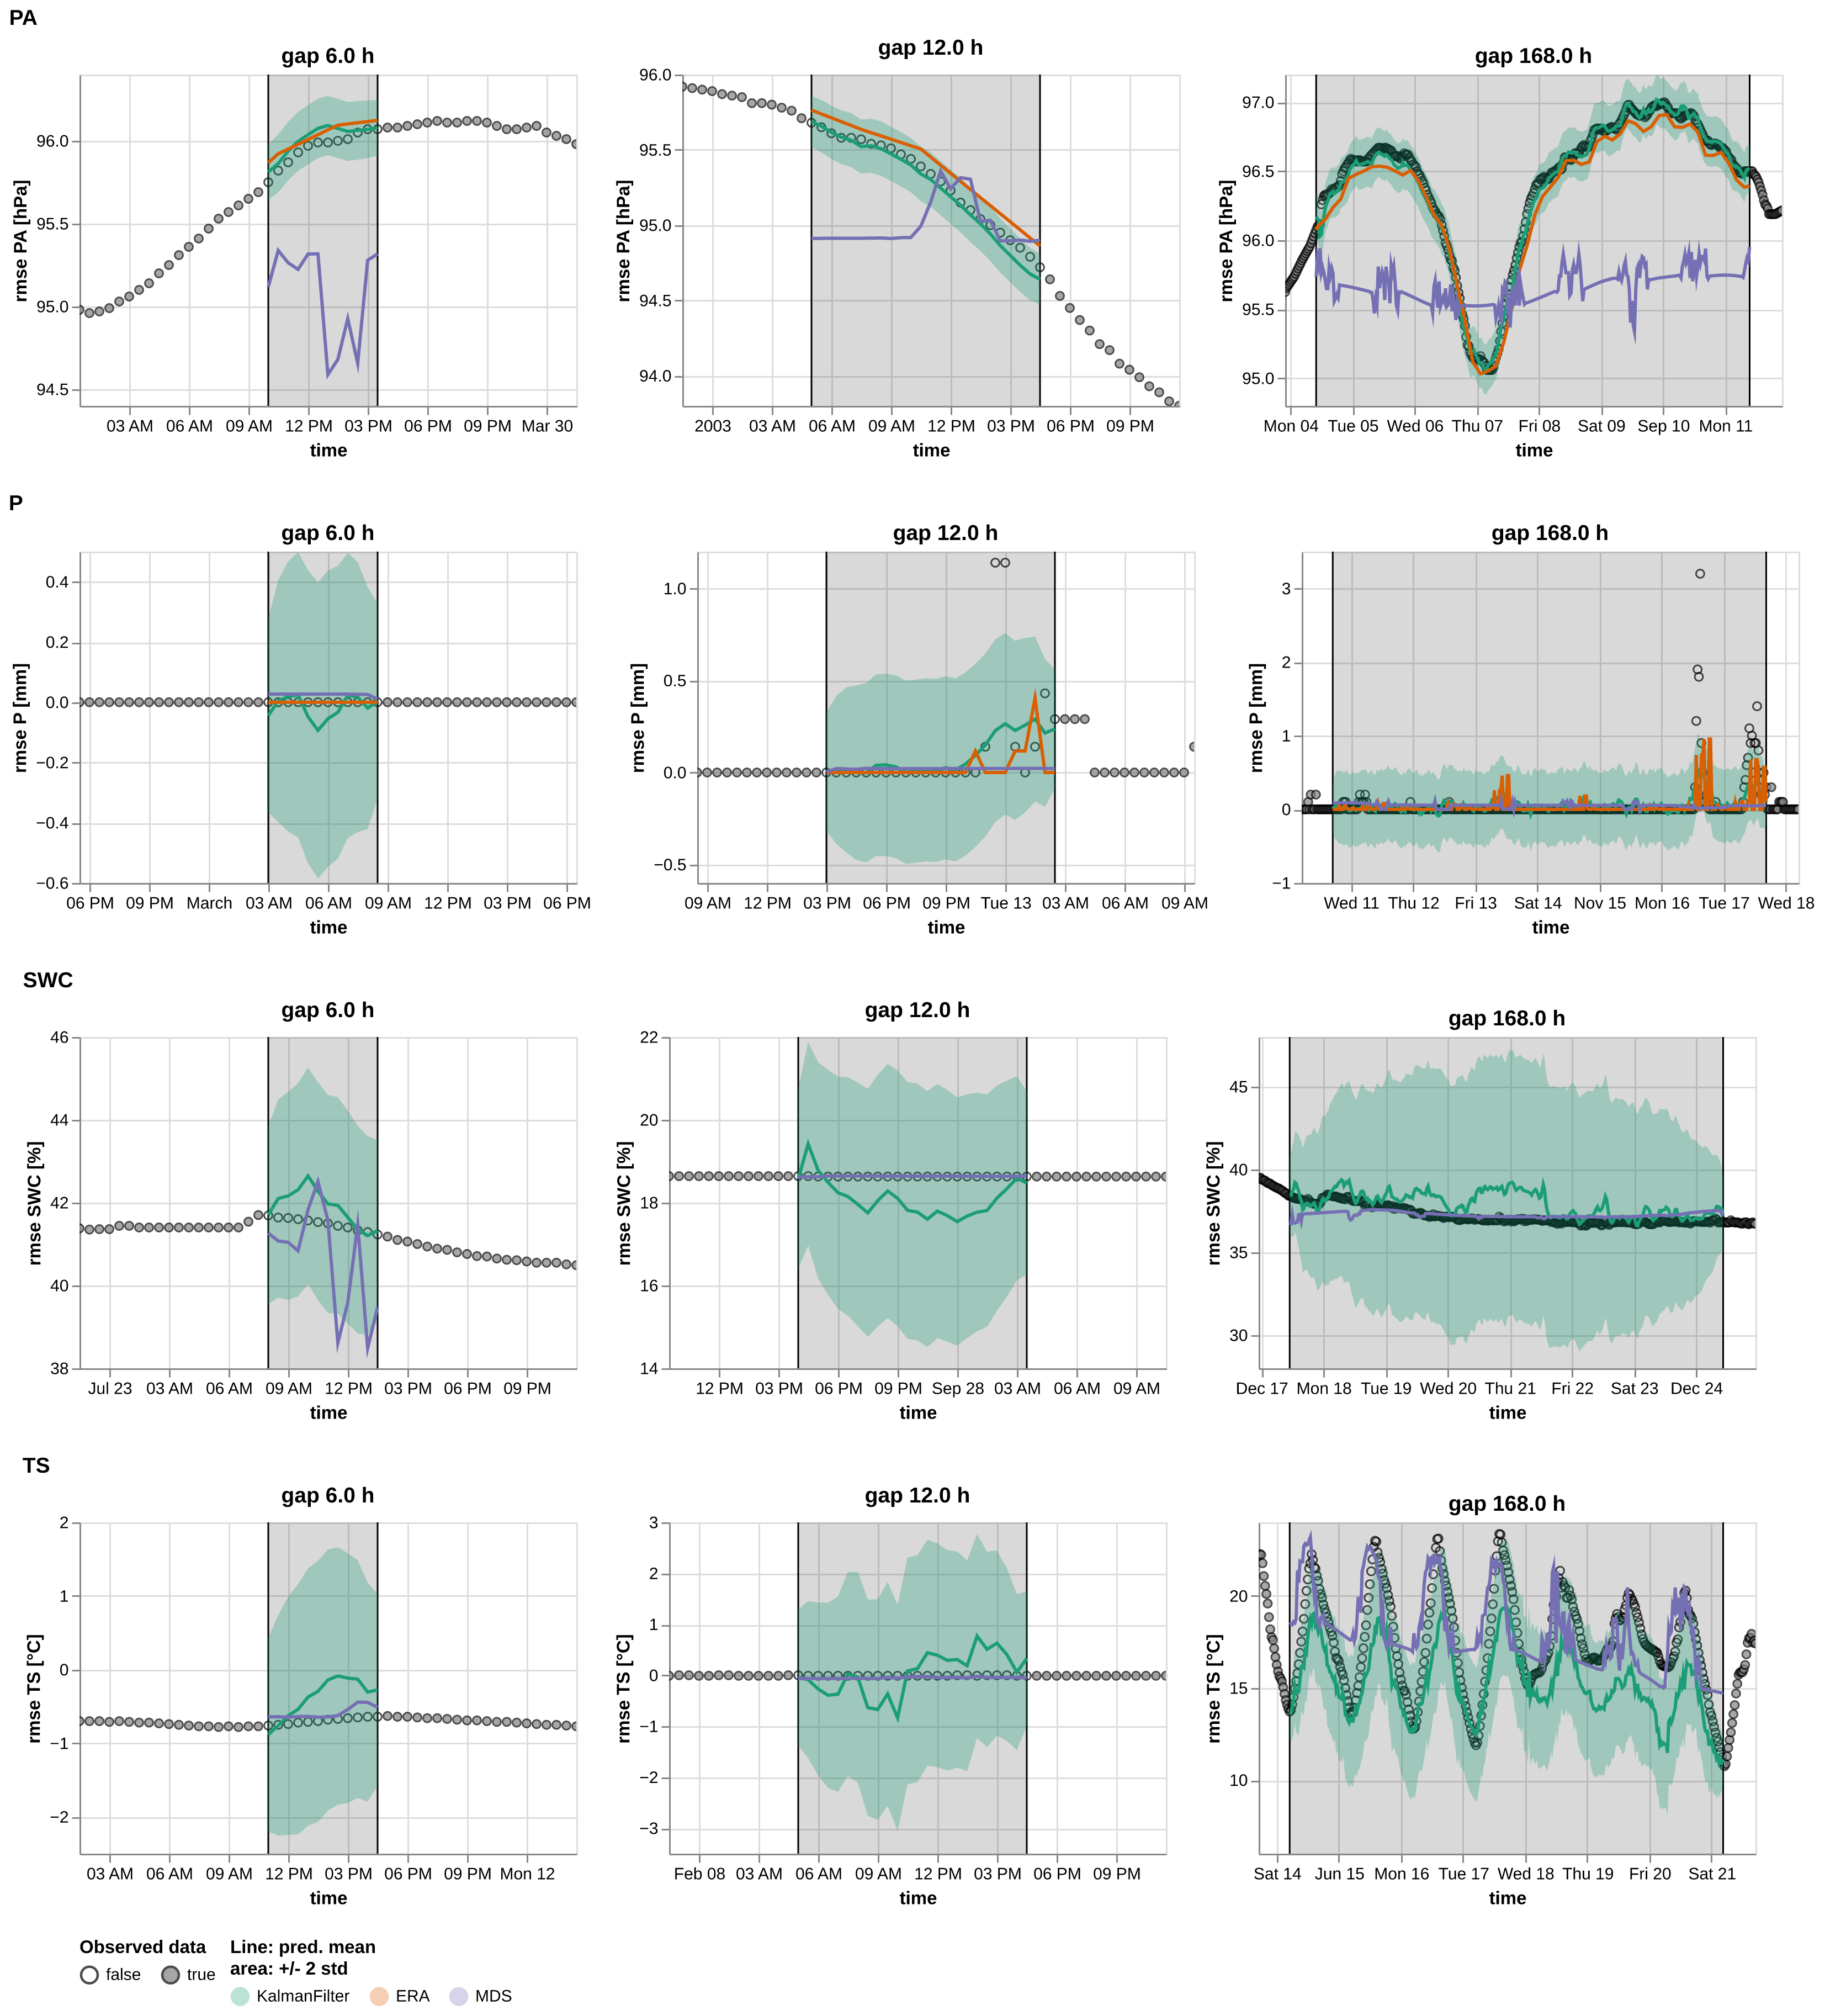 PA
gap 6.0 h
gap 12.0 h
gap 168.0 h
rmse PA [hPa]
96.0
95.5
95.0
94.5
03 AM 06 AM 09 AM 12 PM 03 PM 06 PM 09 PM Mar 30
time
rmse PA [hPa]
96.0
95.5
95.0
94.5
94.0
2003 03 AM 06 AM 09 AM 12 PM 03 PM 06 PM 09 PM
time
rmse PA [hPa]
97.0
96.5
96.0
95.5
95.0
Mon 04 Tue 05 Wed 06 Thu 07 Fri 08 Sat 09 Sep 10 Mon 11
time
P
gap 6.0 h
gap 12.0 h
gap 168.0 h
rmse P [mm]
0.4
0.2
0.0
−0.2
−0.4
−0.6
06 PM 09 PM March 03 AM 06 AM 09 AM 12 PM 03 PM 06 PM
time
rmse P [mm]
1.0
0.5
0.0
−0.5
09 AM 12 PM 03 PM 06 PM 09 PM Tue 13 03 AM 06 AM 09 AM
time
rmse P [mm]
3
2
1
0
−1
Wed 11 Thu 12 Fri 13 Sat 14 Nov 15 Mon 16 Tue 17 Wed 18
time
SWC
gap 6.0 h
gap 12.0 h
gap 168.0 h
rmse SWC [%]
46
44
42
40
38
Jul 23 03 AM 06 AM 09 AM 12 PM 03 PM 06 PM 09 PM
time
rmse SWC [%]
22
20
18
16
14
12 PM 03 PM 06 PM 09 PM Sep 28 03 AM 06 AM 09 AM
time
rmse SWC [%]
45
40
35
30
Dec 17 Mon 18 Tue 19 Wed 20 Thu 21 Fri 22 Sat 23 Dec 24
time
TS
gap 6.0 h
gap 12.0 h
gap 168.0 h
rmse TS [°C]
2
1
0
−1
−2
03 AM 06 AM 09 AM 12 PM 03 PM 06 PM 09 PM Mon 12
time
rmse TS [°C]
3
2
1
0
−1
−2
−3
Feb 08 03 AM 06 AM 09 AM 12 PM 03 PM 06 PM 09 PM
time
rmse TS [°C]
20
15
10
Sat 14 Jun 15 Mon 16 Tue 17 Wed 18 Thu 19 Fri 20 Sat 21
time
Observed data
false true
Line: pred. mean
area: +/- 2 std
KalmanFilter ERA MDS